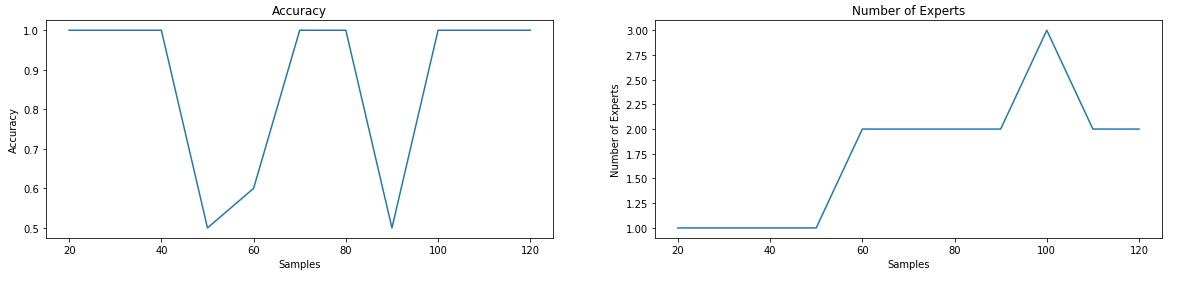 Accuracy
1.0
0.9
0.8
0.7
0.6
0.5
Accuracy
20 40 60 80 100 120
Samples
Number of Experts
3.00
2.75
2.50
2.25
2.00
1.75
1.50
1.25
1.00
Number of Experts
20 40 60 80 100 120
Samples